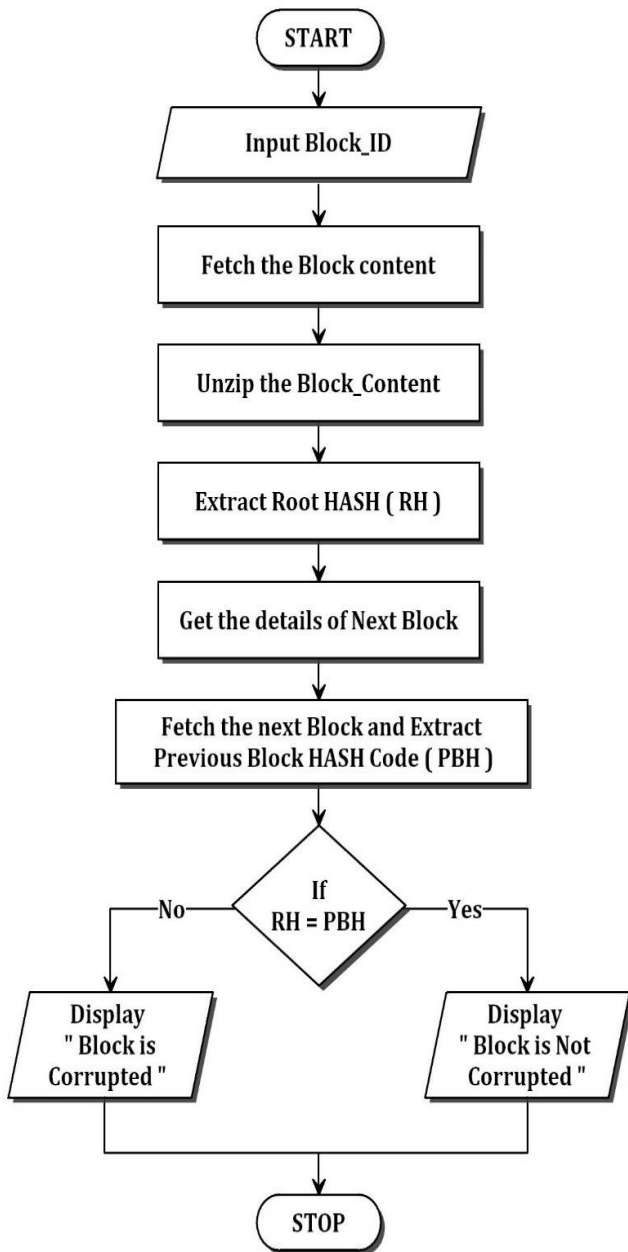 START
Input Block_ID
Fetch the Block content
Unzip the Block_Content
Extract Root HASH ( RH )
Get the details of Next Block
Fetch the next Block and Extract
Previous Block HASH Code ( PBH )
If
RH = PBH
No
Yes
Display
" Block is
Corrupted "
Display
" Block is Not
Corrupted "
STOP